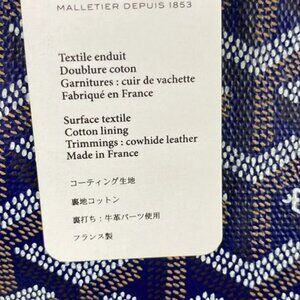 MALLETIER DEPUIS 1853
Textile enduit
Doublure coton
Garnitures : cuir de vachette
Fabriqué en France
Surface textile
Cotton lining
Trimmings : cowhide leather
Made in France
コーティング生地
裏地コットン
裏打ち：牛革パーツ使用
フランス製